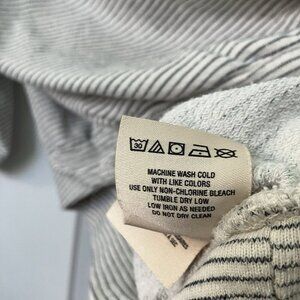 30
MACHINE WASH COLD
WITH LIKE COLORS
USE ONLY NON-CHLORINE BLEACH
TUMBLE DRY LOW
LOW IRON AS NEEDED
DO NOT DRY CLEAN